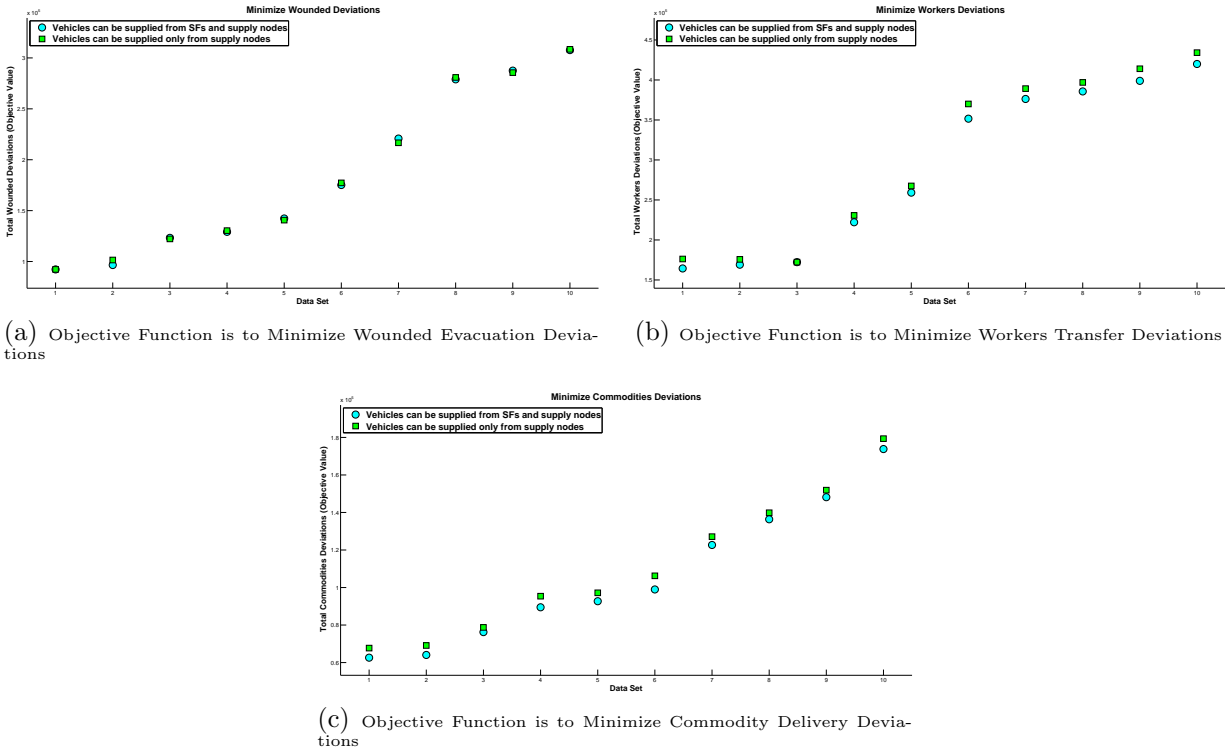 Minimize Wounded Deviations
Vehicles can be supplied from SFs and supply nodes
Vehicles can be supplied only from supply nodes
Total Wounded Deviations (Objective Value)
3
2.5
2
1.5
1
1 2 3 4 5 6 7 8 9 10
Data Set
(a) Objective Function is to Minimize Wounded Evacuation Devia-
tions
Minimize Workers Deviations
Vehicles can be supplied from SFs and supply nodes
Vehicles can be supplied only from supply nodes
Total Workers Deviations (Objective Value)
4.5
4
3.5
3
2.5
2
1.5
1 2 3 4 5 6 7 8 9 10
Data Set
(b) Objective Function is to Minimize Workers Transfer Deviations
Minimize Commodities Deviations
Vehicles can be supplied from SFs and supply nodes
Vehicles can be supplied only from supply nodes
Total Commodities Deviations (Objective Value)
1.8
1.6
1.4
1.2
1
0.8
0.6
1 2 3 4 5 6 7 8 9 10
Data Set
(c) Objective Function is to Minimize Commodity Delivery Devia-
tions